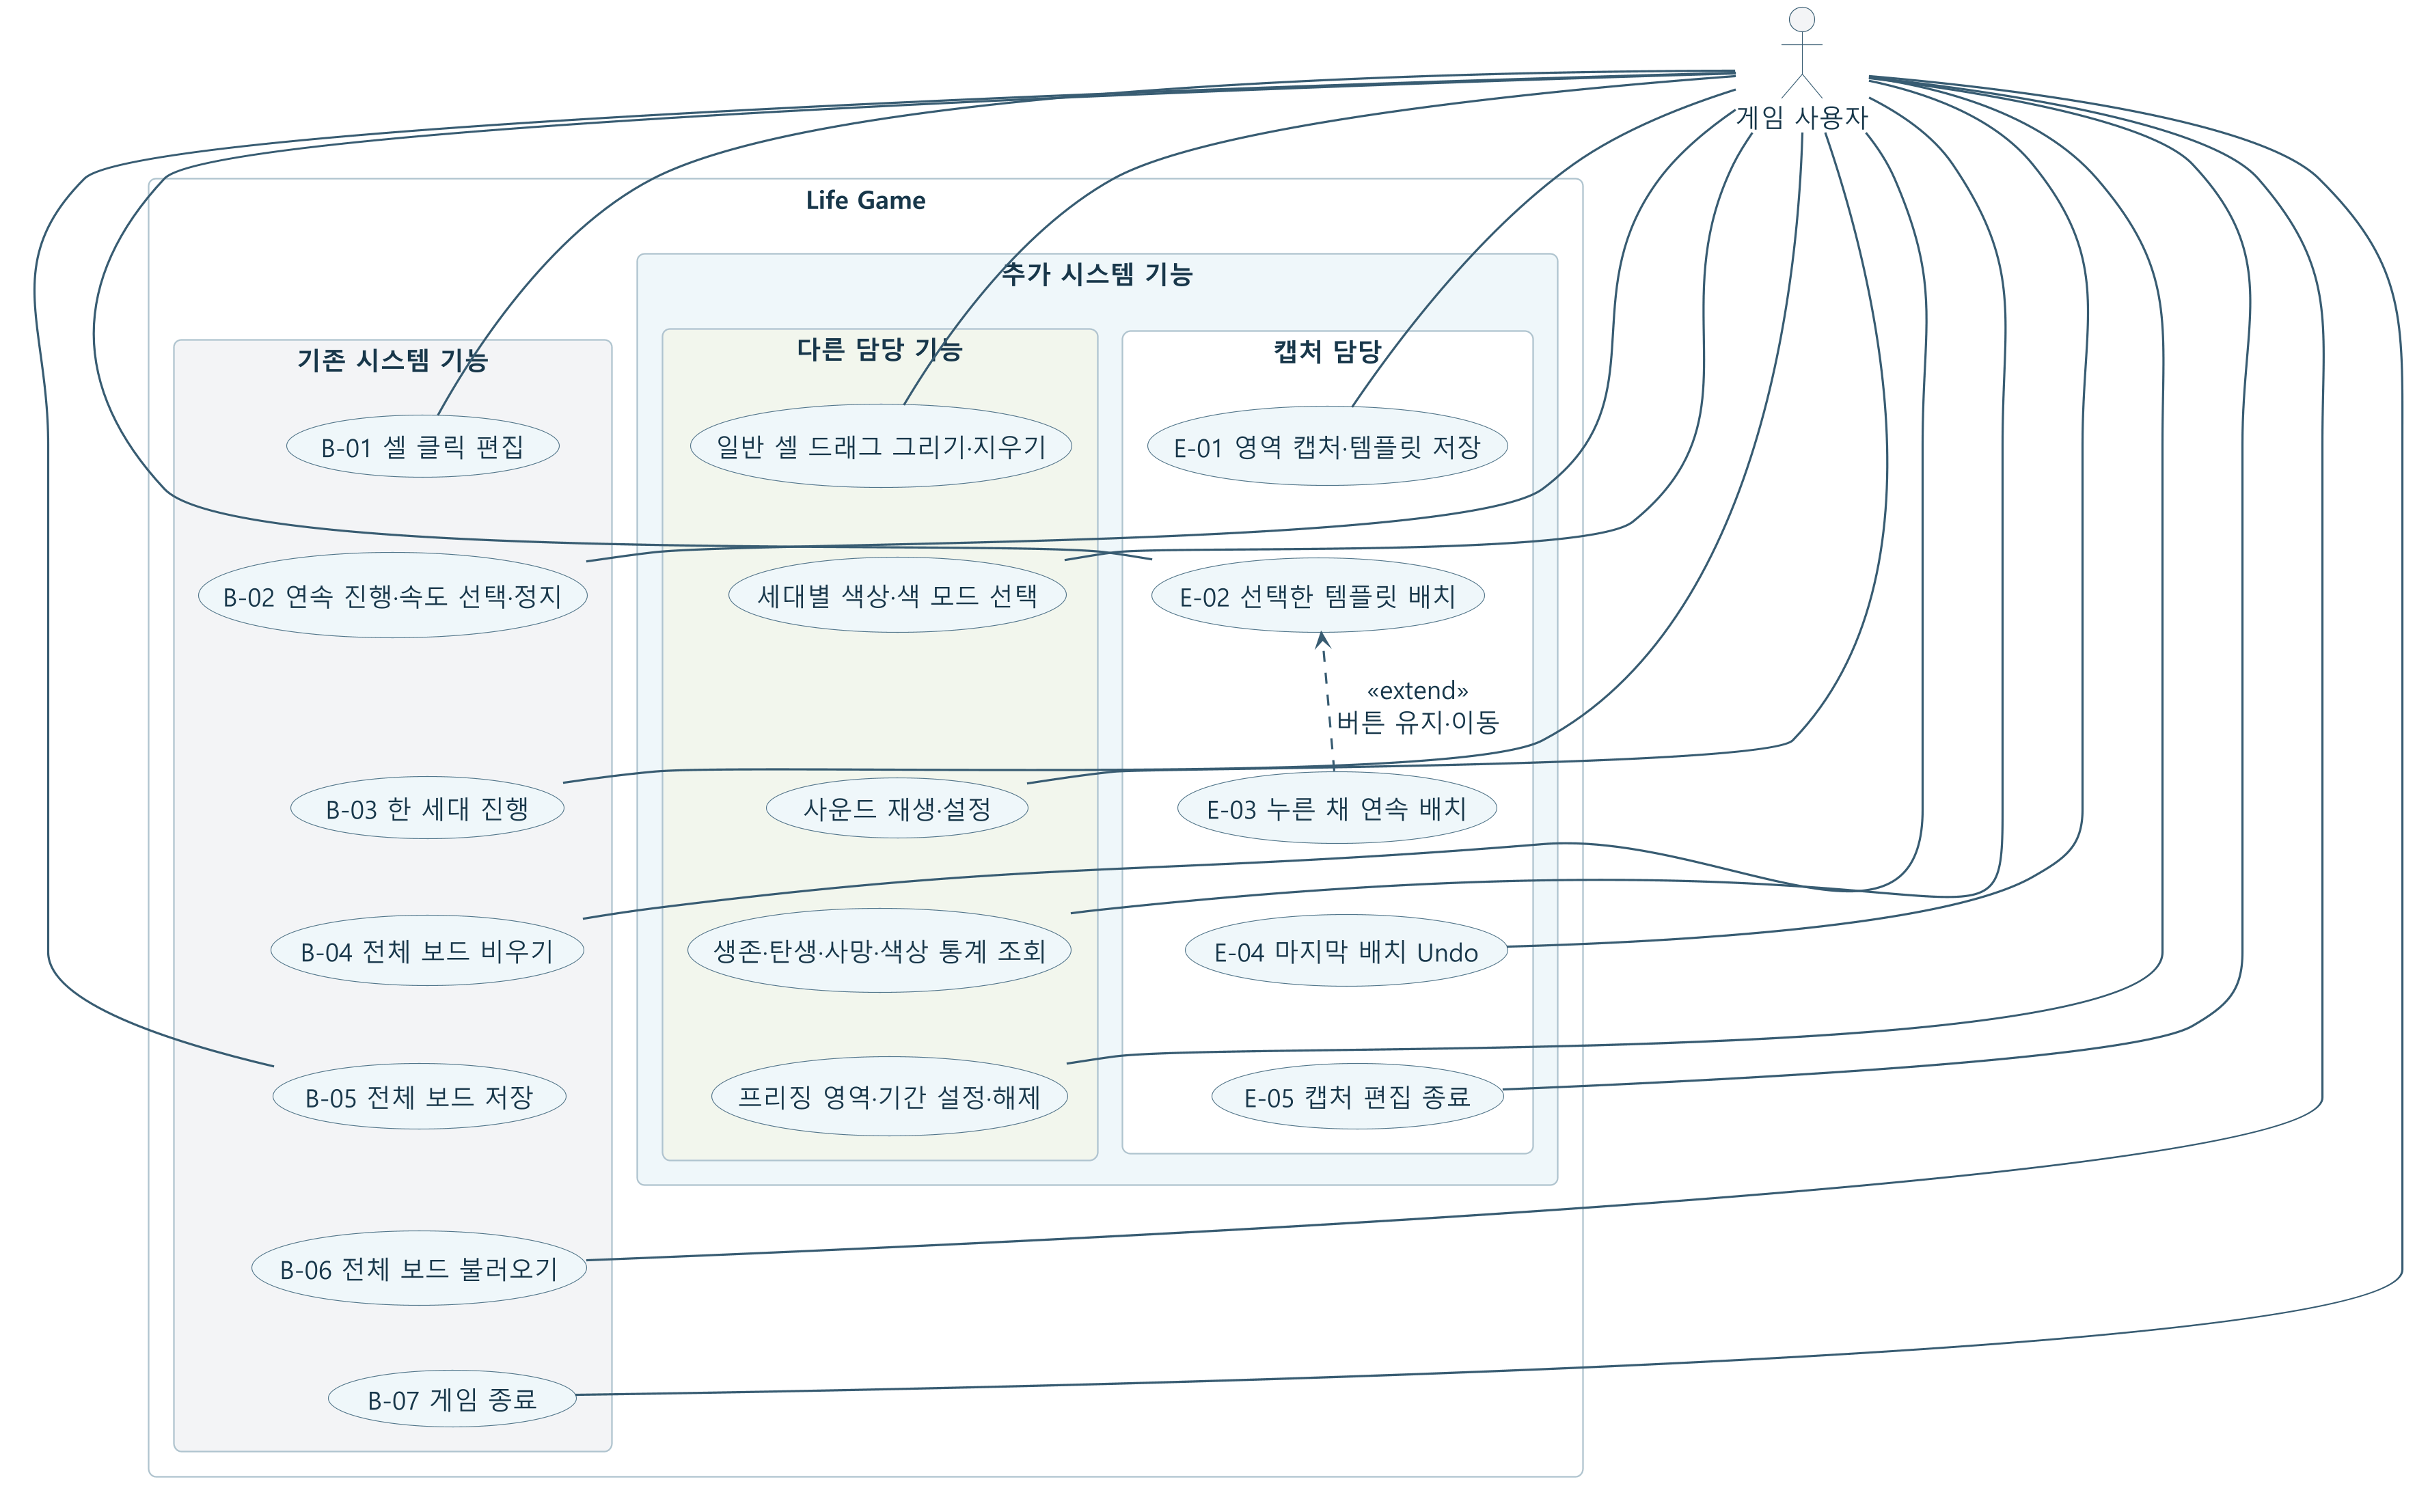 게임 사용자
Life Game
추가 시스템 기능
기존 시스템 기능
다른 담당 기능
캡처 담당
B-01 셀 클릭 편집
일반 셀 드래그 그리기·지우기
E-01 영역 캡처·템플릿 저장
B-02 연속 진행·속도 선택·정지
세대별 색상·색 모드 선택
E-02 선택한 템플릿 배치
«extend»
버튼 유지·이동
B-03 한 세대 진행
사운드 재생·설정
E-03 누른 채 연속 배치
B-04 전체 보드 비우기
생존·탄생·사망·색상 통계 조회
E-04 마지막 배치 Undo
B-05 전체 보드 저장
프리징 영역·기간 설정·해제
E-05 캡처 편집 종료
B-06 전체 보드 불러오기
B-07 게임 종료